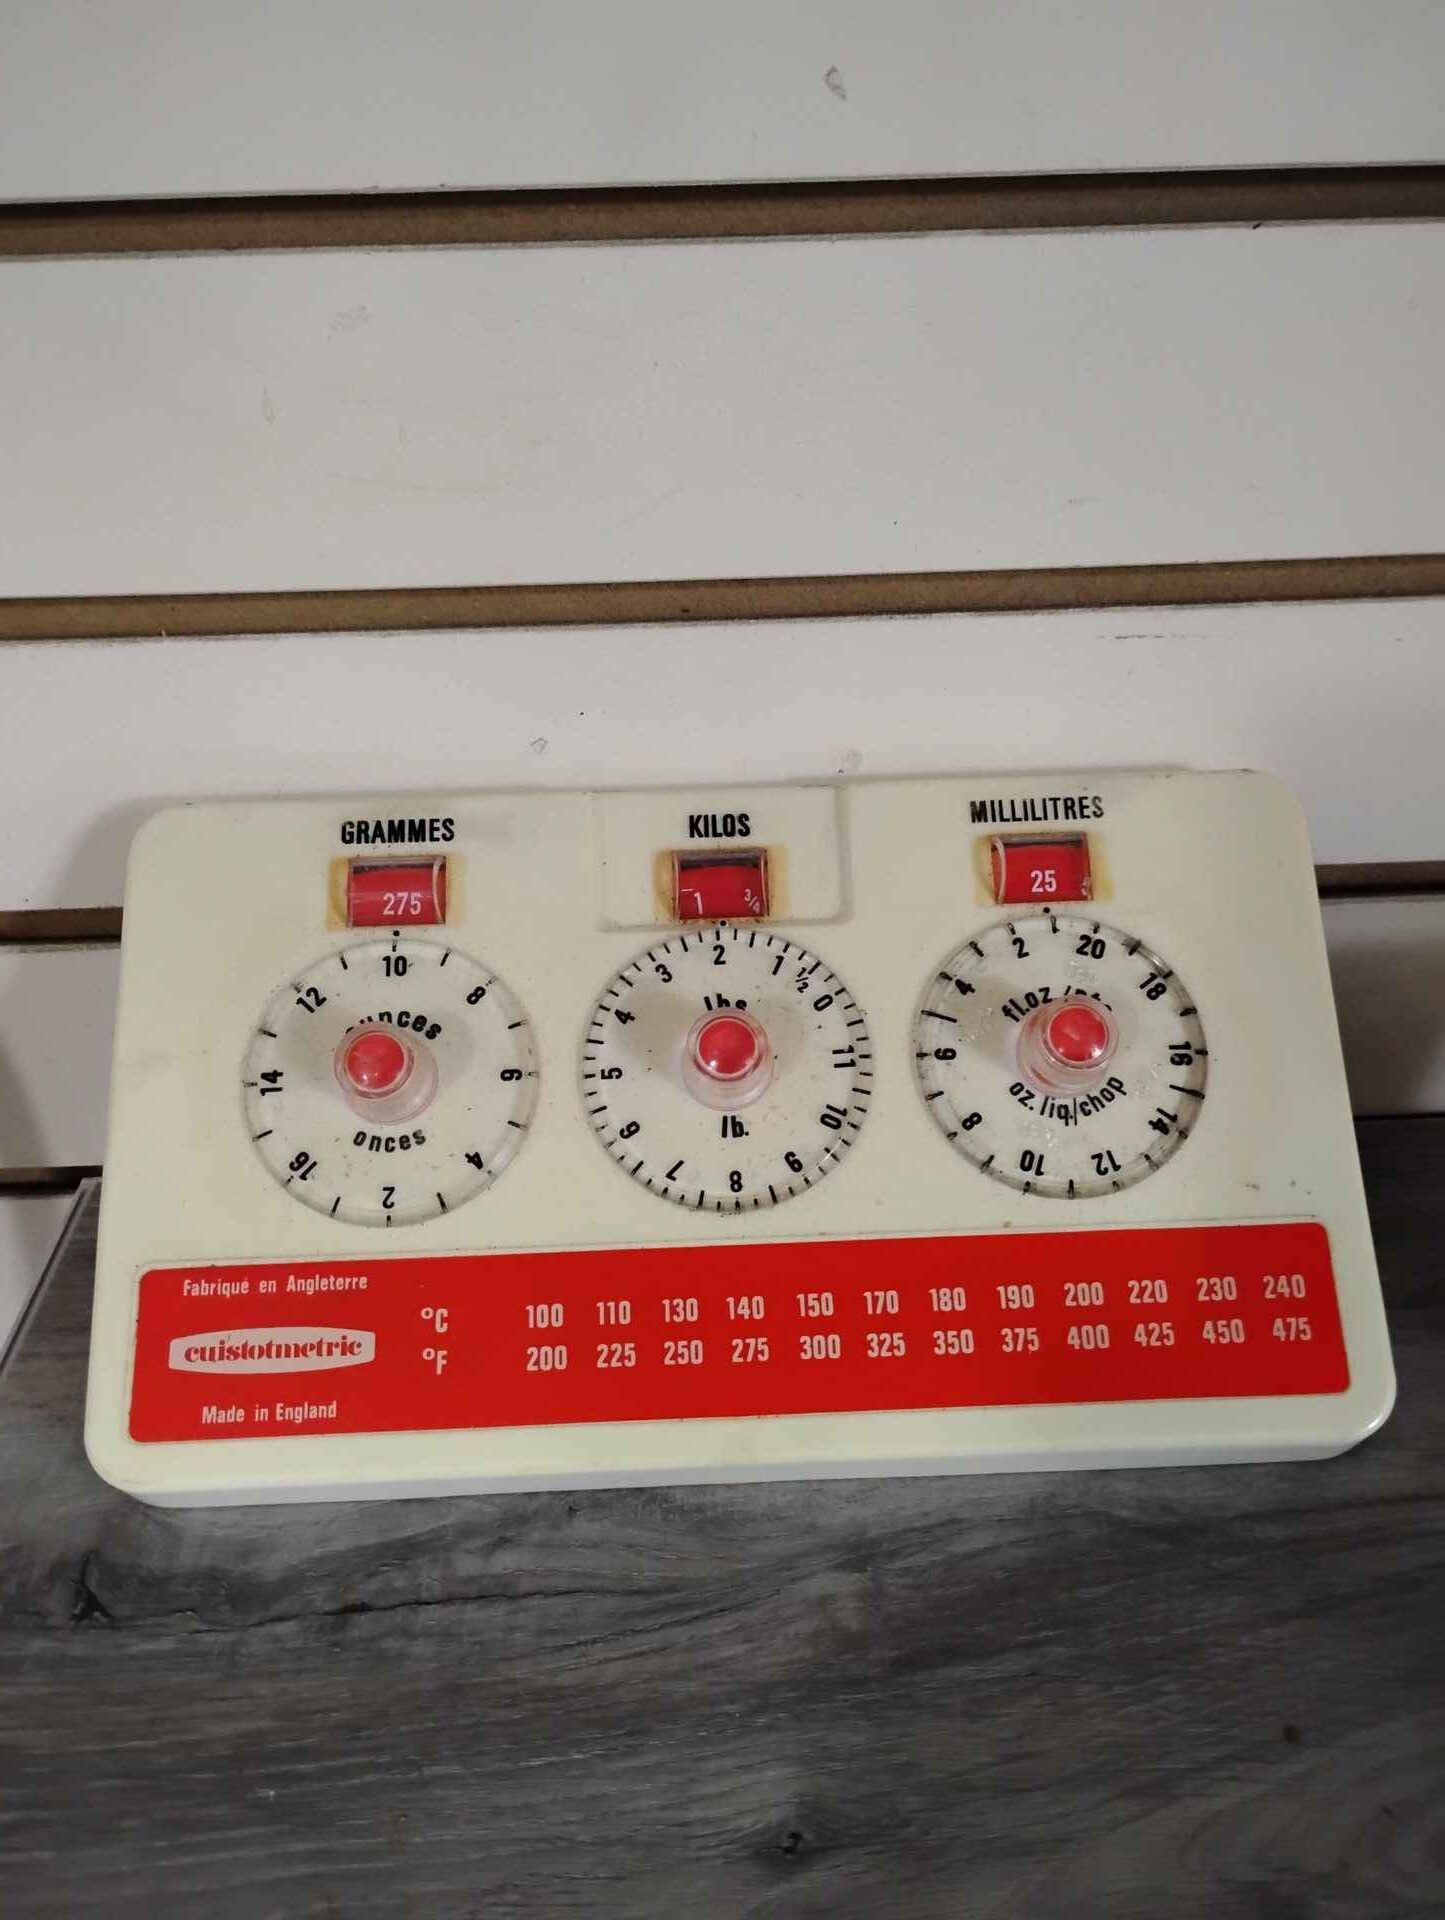 GRAMMES
KILOS
MILLILITRES
275
1 3/4
25
10 8 6 4 2 16 14 12
ounces
onces
2 1 1/2 0 11 10 9 8 7 6 5 4 3
lbs
lb.
2 20 18 16 14 12 10 8 6 4
fl.oz
oz.liq/chop
Fabriqué en Angleterre
cuistotmetric
Made in England
°C 100 110 130 140 150 170 180 190 200 220 230 240
°F 200 225 250 275 300 325 350 375 400 425 450 475